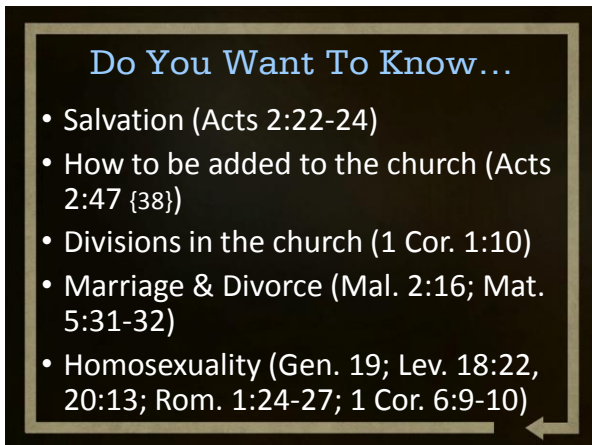 Do You Want To Know…
• Salvation (Acts 2:22-24)
• How to be added to the church (Acts
2:47 {38})
• Divisions in the church (1 Cor. 1:10)
• Marriage & Divorce (Mal. 2:16; Mat.
5:31-32)
• Homosexuality (Gen. 19; Lev. 18:22,
20:13; Rom. 1:24-27; 1 Cor. 6:9-10)